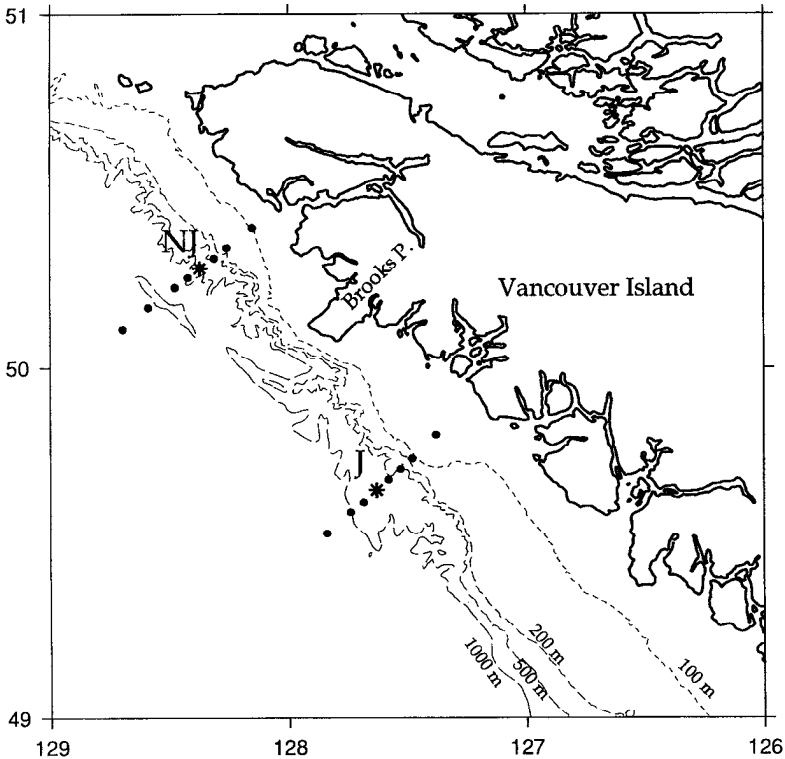 51
NJ
Brooks P.
Vancouver Island
50
J
200 m
500 m
1000 m
100 m
49
129
128
127
126